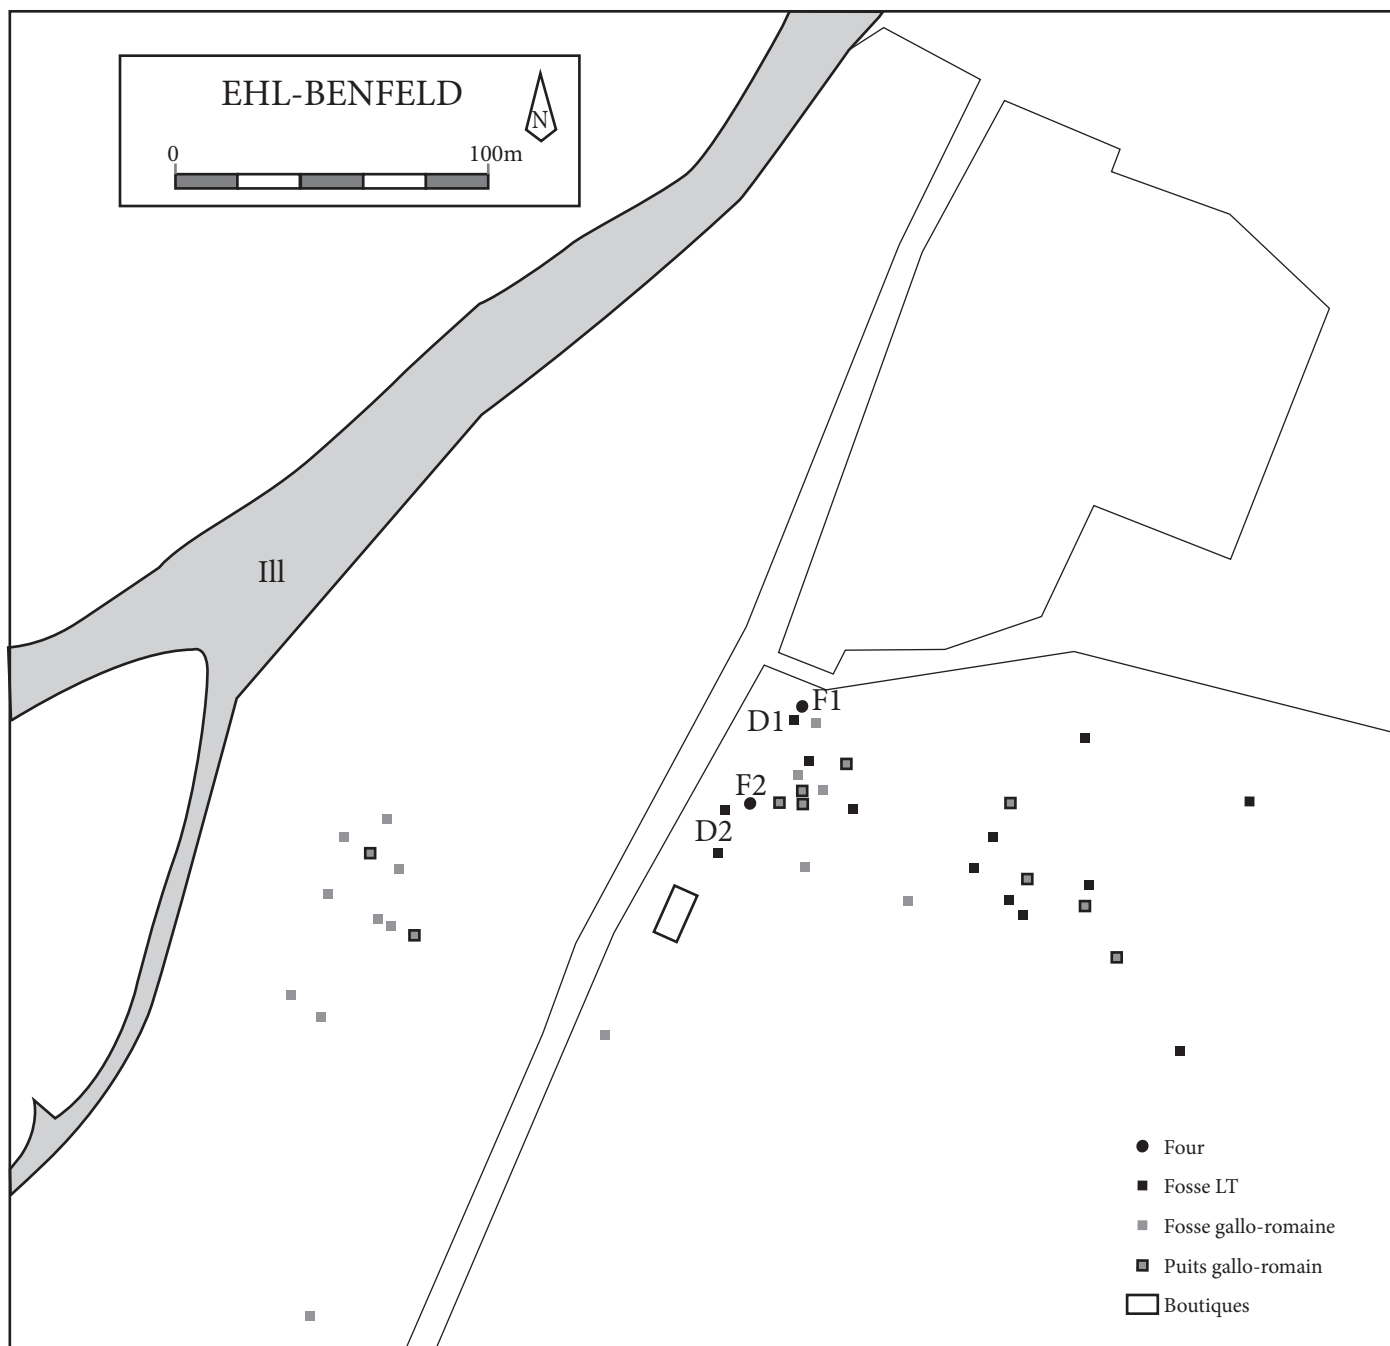 EHL-BENFELD
N
0 100m
Ill
F1
D1
F2
D2
Four
Fosse LT
Fosse gallo-romaine
Puits gallo-romain
Boutiques